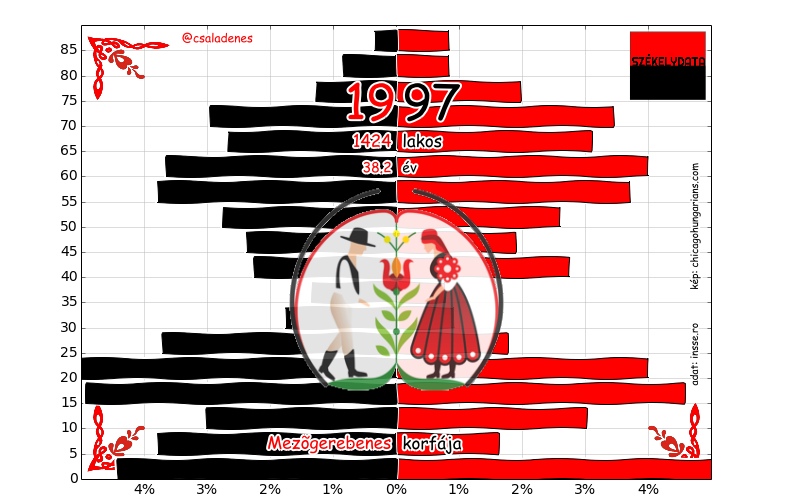 @csaladenes
SZÉKELYDATA
1997
1424 lakos
38,2 év
kép: chicagohungarians.com
adat: insse.ro
Mezőgerebenes korfája
85
80
75
70
65
60
55
50
45
40
35
30
25
20
15
10
5
0
4% 3% 2% 1% 0% 1% 2% 3% 4%